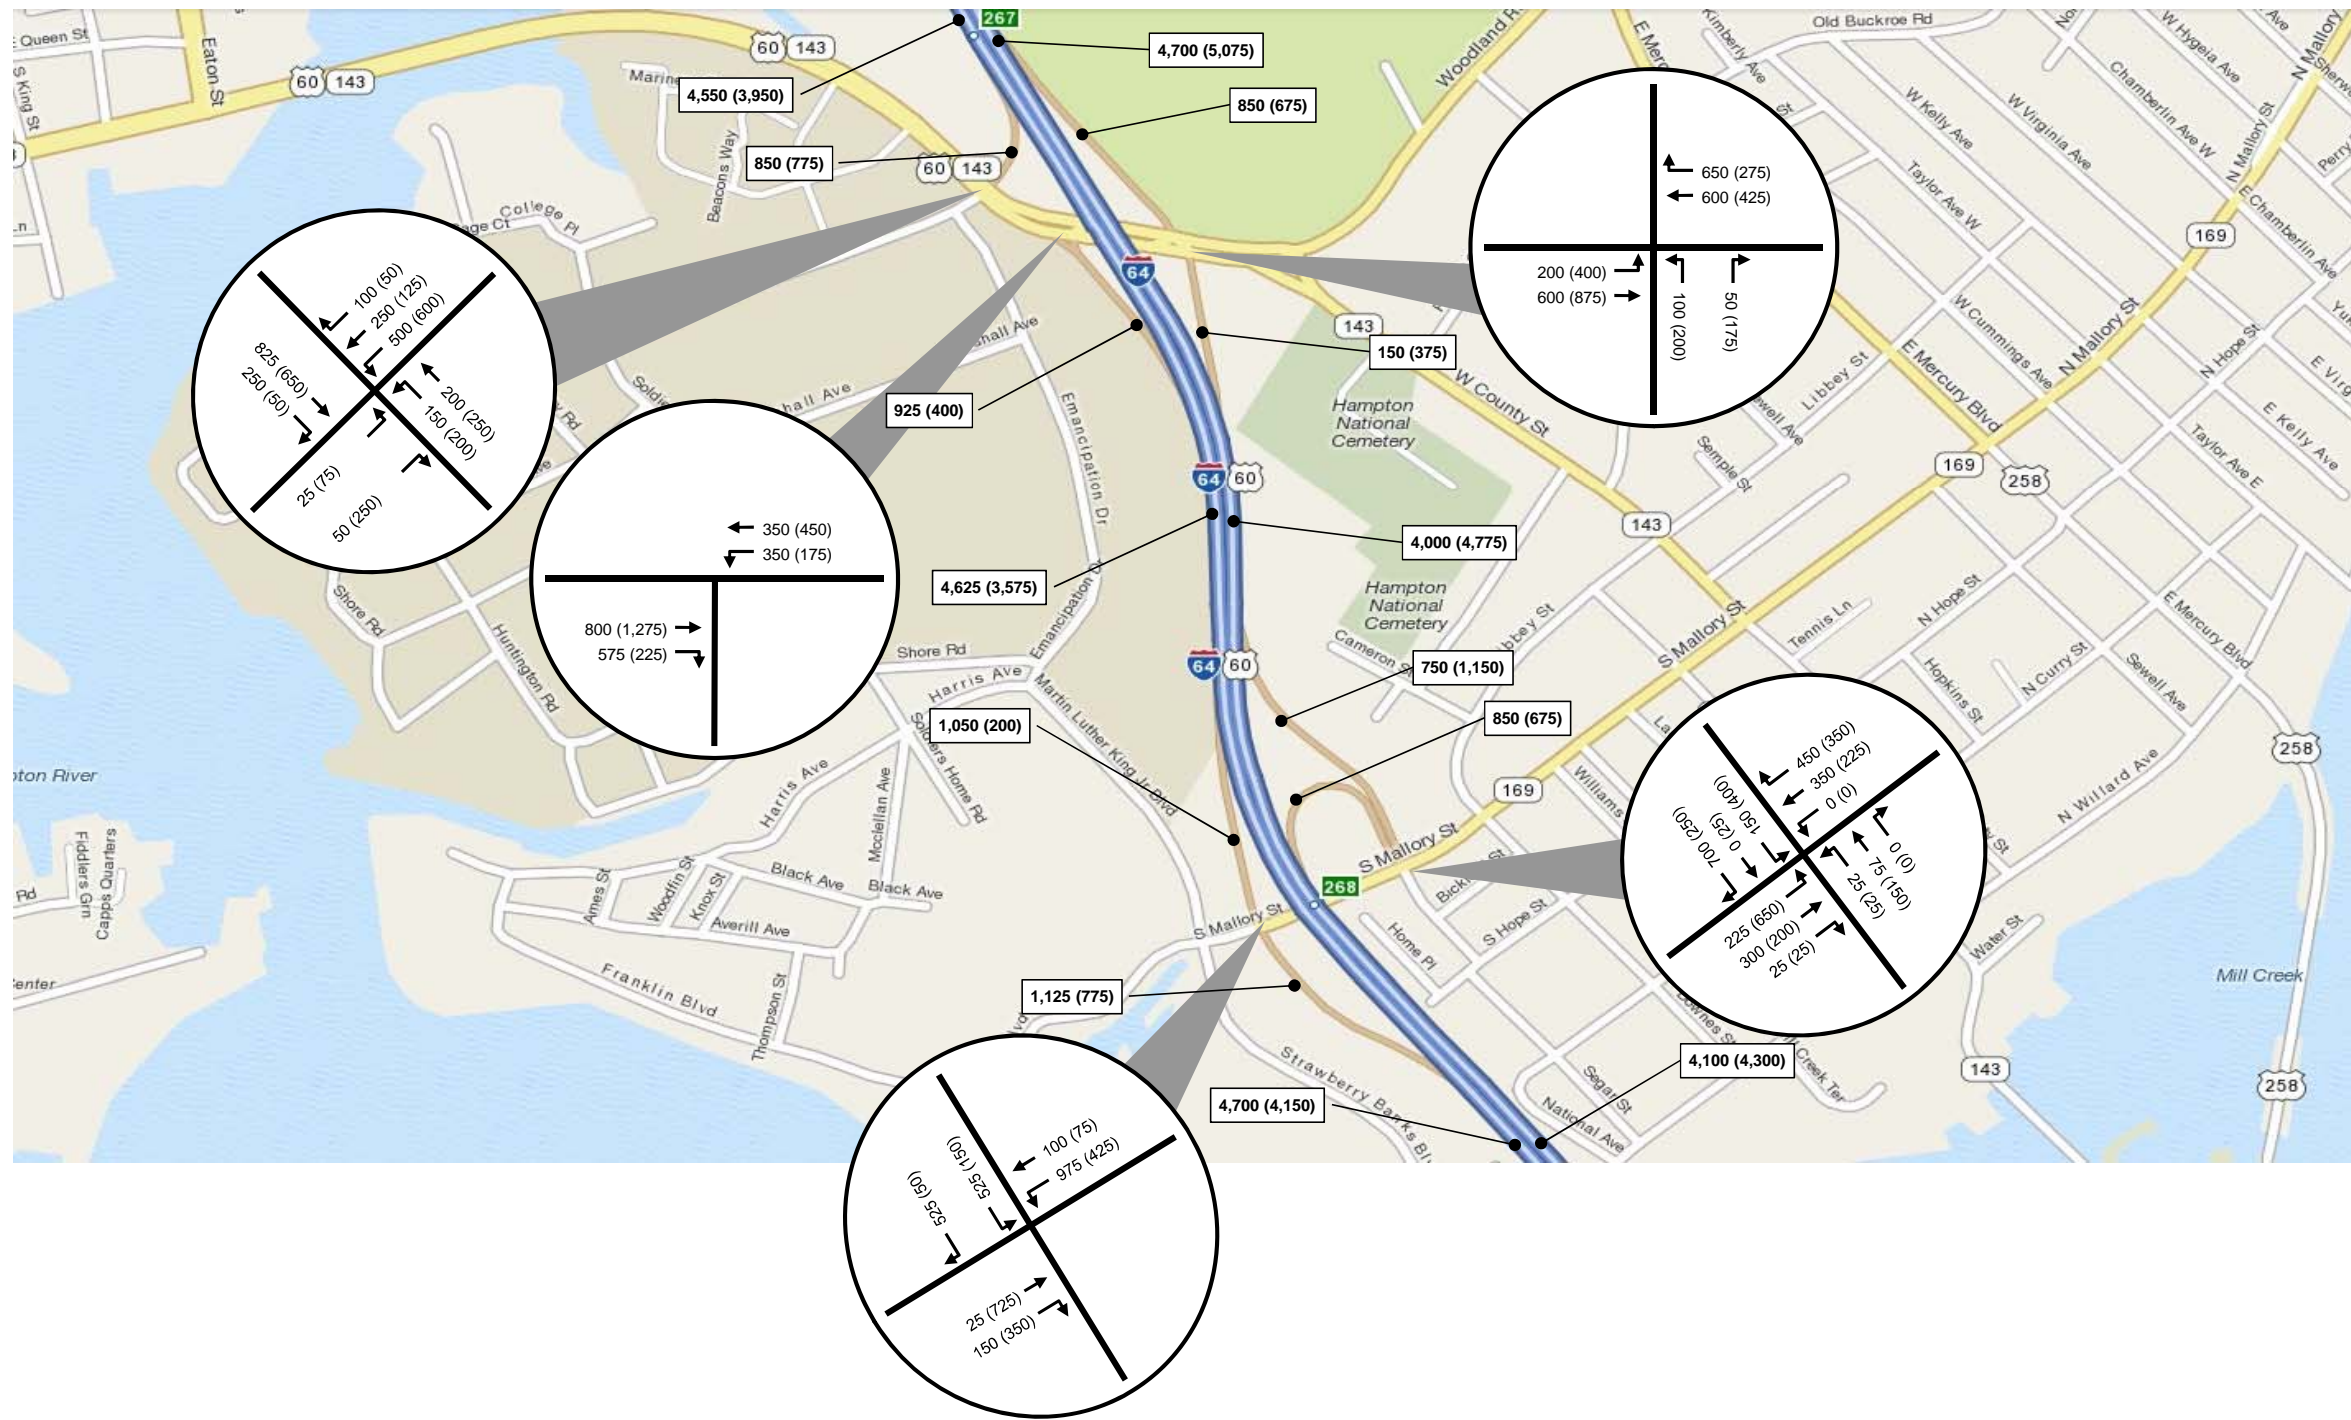 267
4,700 (5,075)
4,550 (3,950)
850 (675)
850 (775)
60
143
60
143
60
143
E Queen St
S King St
Eaton St
Beacons Way
College Pl
Woodland R
Kimberly Ave
Old Buckroe Rd
W Hygeia Ave
N Mallory
Chamberlin Ave W
W Kelly Ave
W Virginia Ave
N Mallory St
Perry
Taylor Ave W
E Chamberlin Ave
169
650 (275)
600 (425)
200 (400)
600 (875)
100 (200)
50 (175)
100 (50)
250 (125)
500 (600)
825 (650)
250 (50)
200 (250)
150 (200)
25 (75)
50 (250)
64
143
150 (375)
925 (400)
W Cummings Ave
N Mallory St
N Hope St
E Mercury Blvd
Libbey St
W County St
Hampton
National
Cemetery
Emancipation Dr
Semple St
169
258
Taylor Ave E
E Kelly Ave
64
60
143
4,000 (4,775)
4,625 (3,575)
350 (450)
350 (175)
800 (1,275)
575 (225)
Hampton
National
Cemetery
Emancipation Dr
Shore Rd
Huntington Rd
Shore Rd
Harris Ave
Cameron St
S Mallory St
Tennis Ln
N Hope St
E Mercury Blvd
Hopkins St
N Curry St
Sewell Ave
64
60
750 (1,150)
850 (675)
1,050 (200)
Martin Luther King Jr Blvd
Soldiers Home Rd
Harris Ave
Mcclellan Ave
Fiddlers Grn
Capps Quarters
Rd
Ames St
Woodfin St
Knox St
Black Ave
Black Ave
Averill Ave
Franklin Blvd
Thompson St
169
Williams
S Mallory St
268
S Mallory St
S Hope St
Home Pl
450 (350)
350 (225)
0 (0)
150 (400)
0 (25)
700 (250)
0 (0)
75 (150)
25 (25)
225 (650)
300 (200)
25 (25)
258
N Willard Ave
Water St
Mill Creek
143
258
1,125 (775)
4,100 (4,300)
4,700 (4,150)
Segar St
National Ave
100 (75)
975 (425)
525 (150)
525 (50)
25 (725)
150 (350)